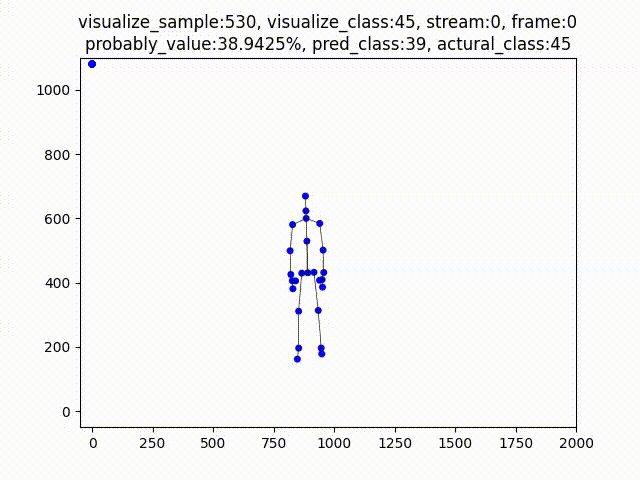 visualize_sample:530, visualize_class:45, stream:0, frame:0
probably_value:38.9425%, pred_class:39, actural_class:45
1000
800
600
400
200
0
0 250 500 750 1000 1250 1500 1750 2000